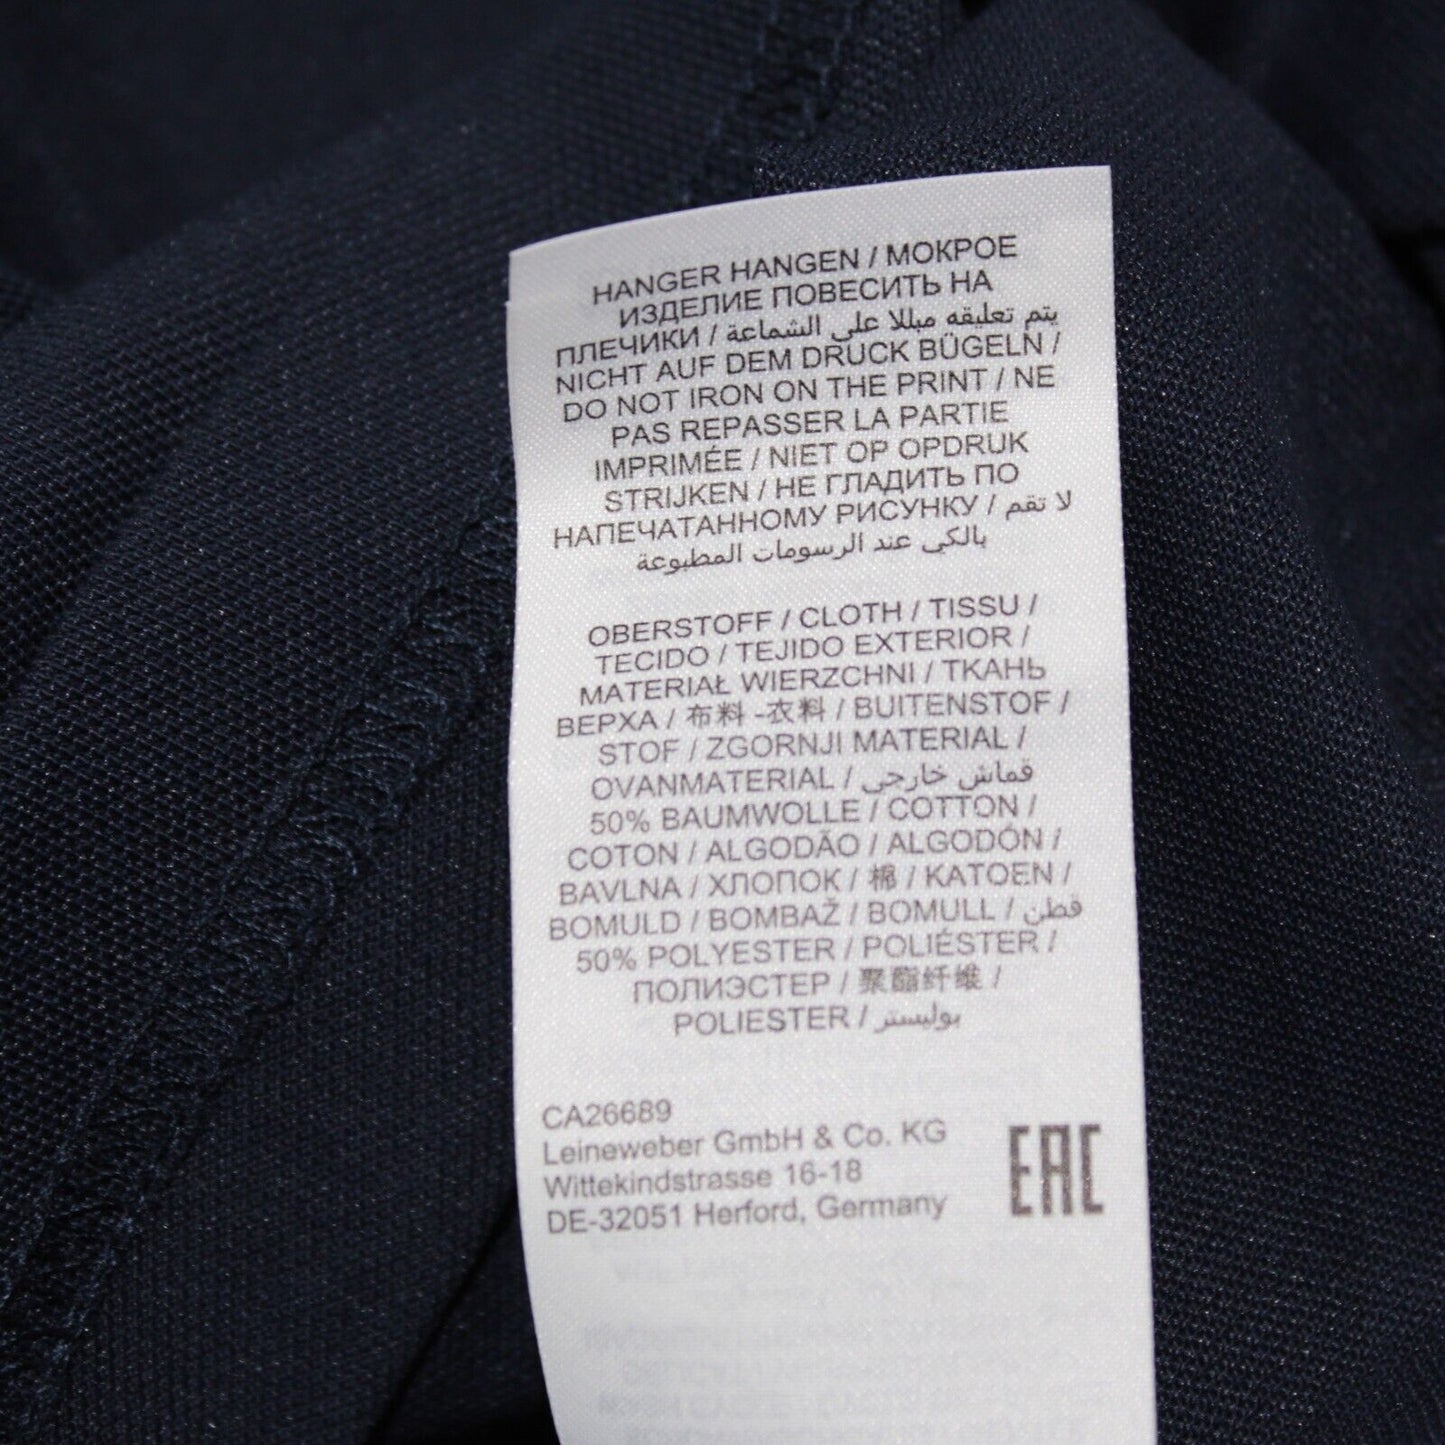 HANGER HANGEN / МОКРОЕ
ИЗДЕЛИЕ ПОВЕСИТЬ НА
ПЛЕЧИКИ / يتم تعليقه مبللا على الشماعة
NICHT AUF DEM DRUCK BÜGELN /
DO NOT IRON ON THE PRINT / NE
PAS REPASSER LA PARTIE
IMPRIMÉE / NIET OP OPDRUK
STRIJKEN / НЕ ГЛАДИТЬ ПО
НАПЕЧАТАННОМУ РИСУНКУ / لا تقم
بالكي عند الرسومات المطبوعة
OBERSTOFF / CLOTH / TISSU /
TECIDO / TEJIDO EXTERIOR /
MATERIAŁ WIERZCHNI / ТКАНЬ
ВЕРХА / 布料 -衣料 / BUITENSTOF /
STOF / ZGORNJI MATERIAL /
OVANMATERIAL / قماش خارجى
50% BAUMWOLLE / COTTON /
COTON / ALGODÃO / ALGODÓN /
BAVLNA / ХЛОПОК / 棉 / KATOEN /
BOMULD / BOMBAŽ / BOMULL / قطن
50% POLYESTER / POLIÉSTER /
ПОЛИЭСТЕР / 聚酯纤维 /
POLIESTER / بوليستر
CA26689
Leineweber GmbH & Co. KG
Wittekindstrasse 16-18
DE-32051 Herford, Germany
EAC